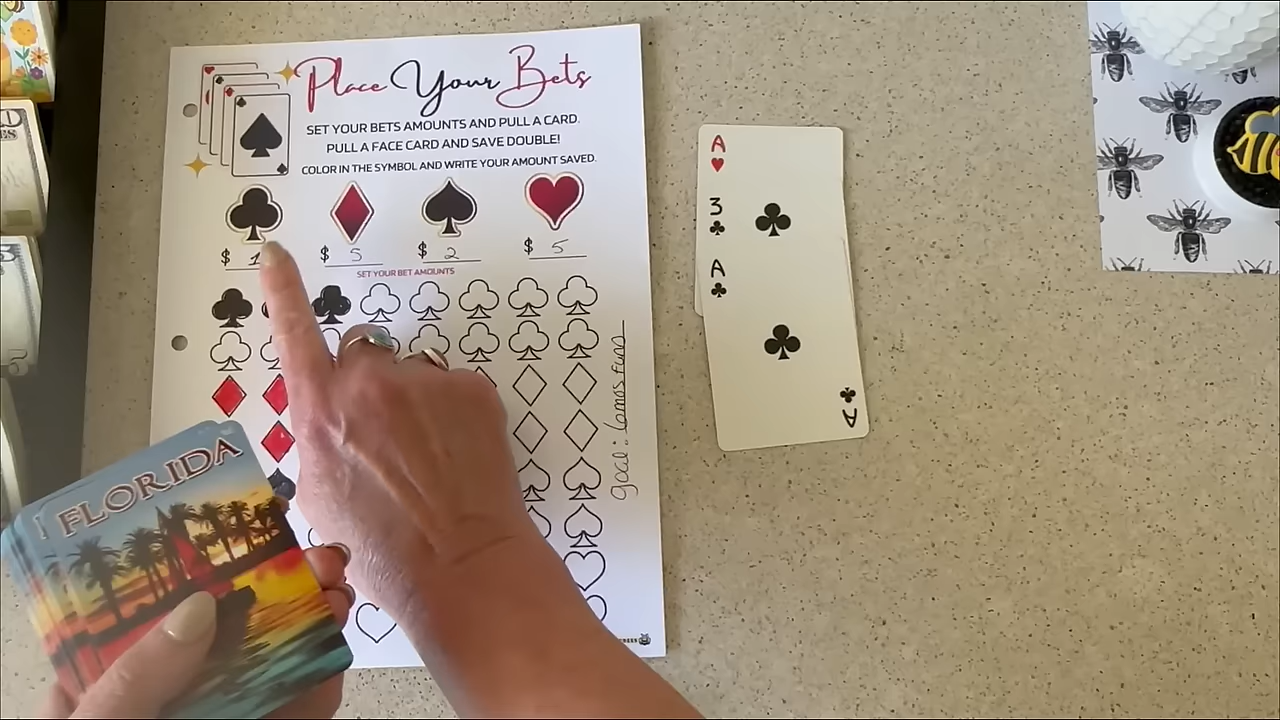 Place Your Bets
SET YOUR BETS AMOUNTS AND PULL A CARD.
PULL A FACE CARD AND SAVE DOUBLE!
COLOR IN THE SYMBOL AND WRITE YOUR AMOUNT SAVED.
$ 1 $ 5 $ 2 $ 5
SET YOUR BET AMOUNTS
A
3
A
A
FLORIDA